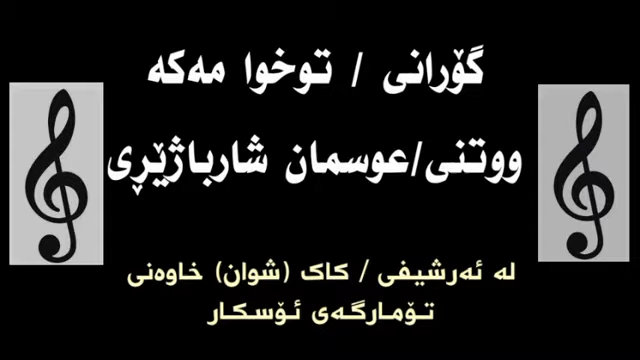 گۆرانی / توخوا مەکە
ووتنی/عوسمان شارباژێڕی
لە ئەرشیفی / کاک (شوان) خاوەنی
تۆمارگەی ئۆسکار